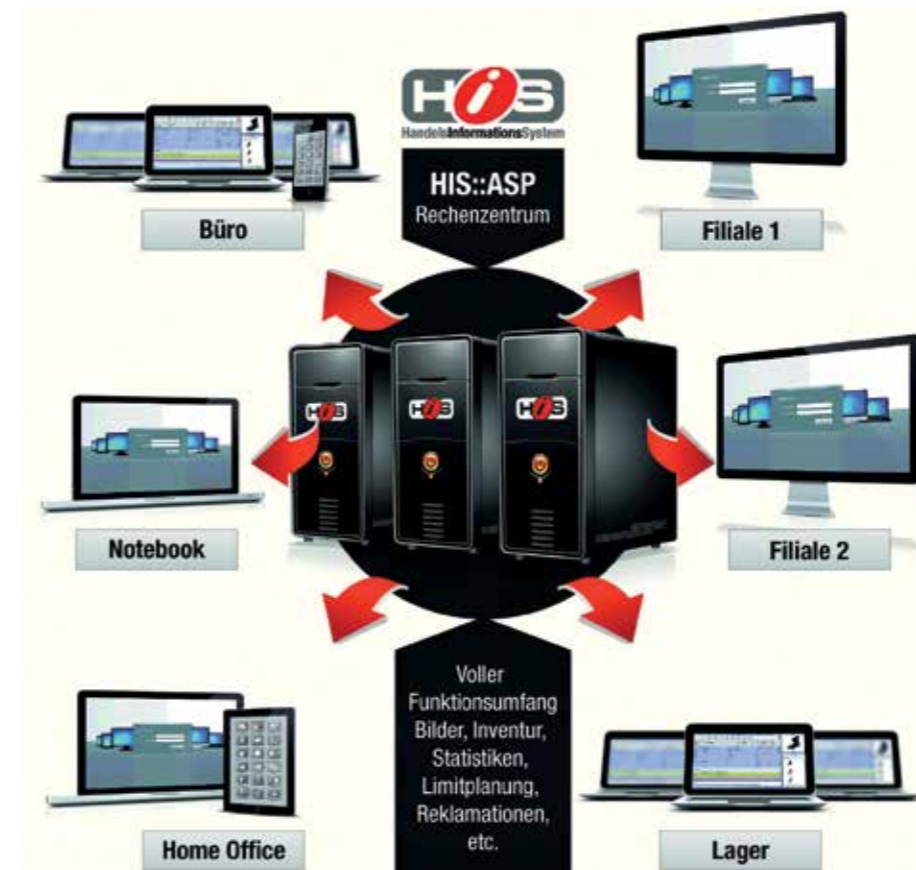 HiS
HandelsInformationsSystem
HIS::ASP
Rechenzentrum
Büro
Filiale 1
HiS
HiS
HiS
Notebook
Filiale 2
Voller
Funktionsumfang
Bilder, Inventur,
Statistiken,
Limitplanung,
Reklamationen,
etc.
Home Office
Lager